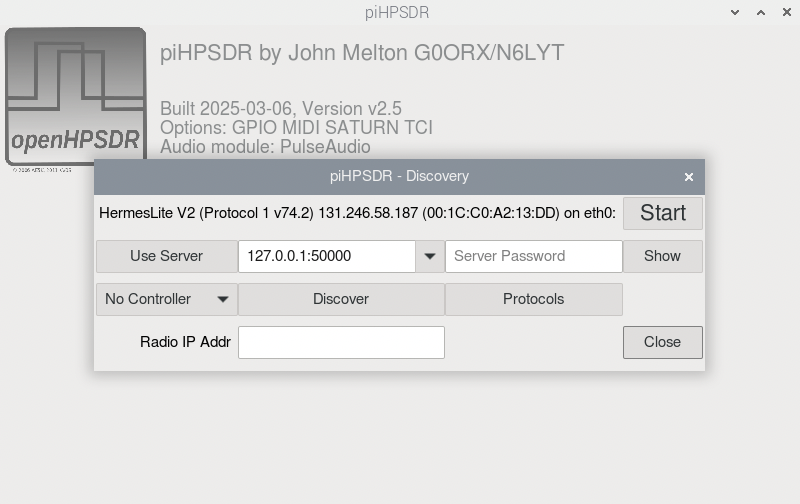 piHPSDR
piHPSDR by John Melton G0ORX/N6LYT
Built 2025-03-06, Version v2.5
Options: GPIO MIDI SATURN TCI
Audio module: PulseAudio
openHPSDR
piHPSDR - Discovery
HermesLite V2 (Protocol 1 v74.2) 131.246.58.187 (00:1C:C0:A2:13:DD) on eth0: Start
Use Server 127.0.0.1:50000 Server Password Show
No Controller Discover Protocols
Radio IP Addr Close